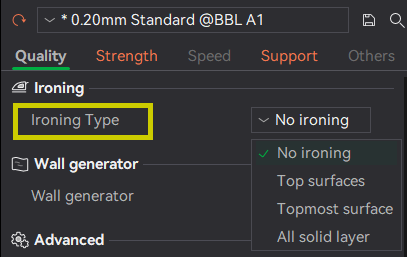 * 0.20mm Standard @BBL A1
Quality Strength Speed Support Others
Ironing
Ironing Type No ironing
No ironing
Top surfaces
Topmost surface
All solid layer
Wall generator
Wall generator
Advanced